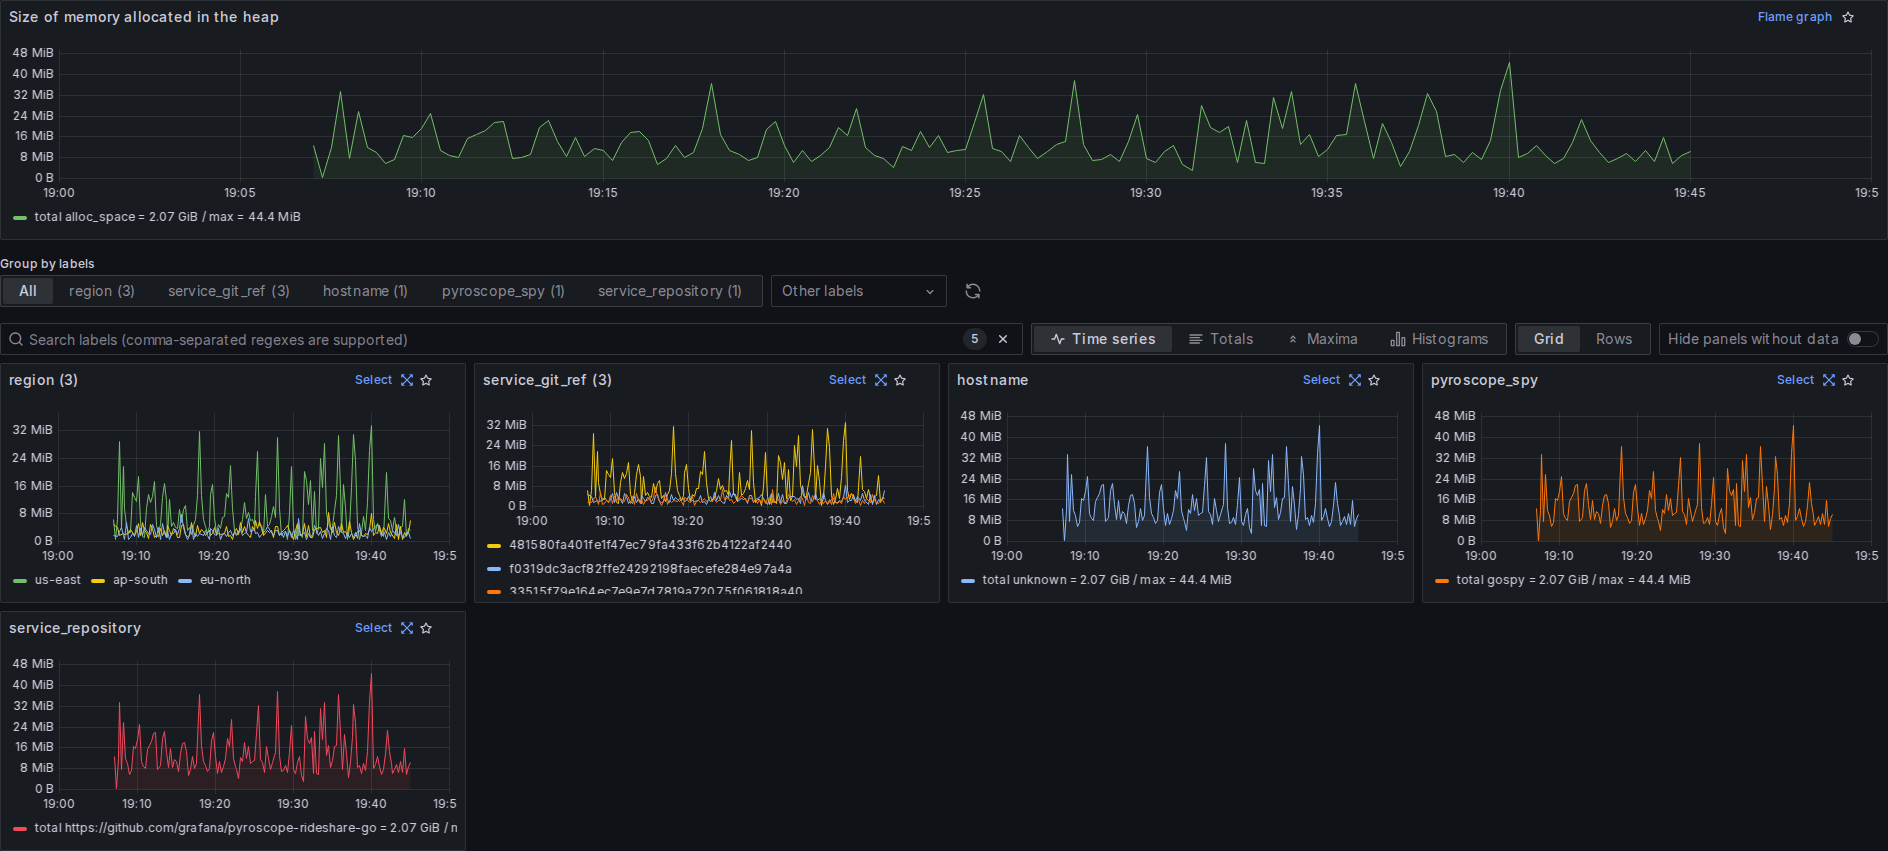 Size of memory allocated in the heap
Flame graph
48 MiB
40 MiB
32 MiB
24 MiB
16 MiB
8 MiB
0 B
19:00 19:05 19:10 19:15 19:20 19:25 19:30 19:35 19:40 19:45 19:5
total alloc_space = 2.07 GiB / max = 44.4 MiB
Group by labels
All region (3) service_git_ref (3) hostname (1) pyroscope_spy (1) service_repository (1) Other labels
Search labels (comma-separated regexes are supported) 5 Time series Totals Maxima Histograms Grid Rows Hide panels without data
region (3) Select
32 MiB
24 MiB
16 MiB
8 MiB
0 B
19:00 19:10 19:20 19:30 19:40 19:5
us-east ap-south eu-north
service_git_ref (3) Select
32 MiB
24 MiB
16 MiB
8 MiB
0 B
19:00 19:10 19:20 19:30 19:40 19:5
481580fa401fe1f47ec79fa433f62b4122af2440
f0319dc3acf82ffe24292198faecefe284e97a4a
33515f79e164ec7e9e7d7819a72075f061818a40
hostname Select
48 MiB
40 MiB
32 MiB
24 MiB
16 MiB
8 MiB
0 B
19:00 19:10 19:20 19:30 19:40 19:5
total unknown = 2.07 GiB / max = 44.4 MiB
pyroscope_spy Select
48 MiB
40 MiB
32 MiB
24 MiB
16 MiB
8 MiB
0 B
19:00 19:10 19:20 19:30 19:40 19:5
total gospy = 2.07 GiB / max = 44.4 MiB
service_repository Select
48 MiB
40 MiB
32 MiB
24 MiB
16 MiB
8 MiB
0 B
19:00 19:10 19:20 19:30 19:40 19:5
total https://github.com/grafana/pyroscope-rideshare-go = 2.07 GiB /